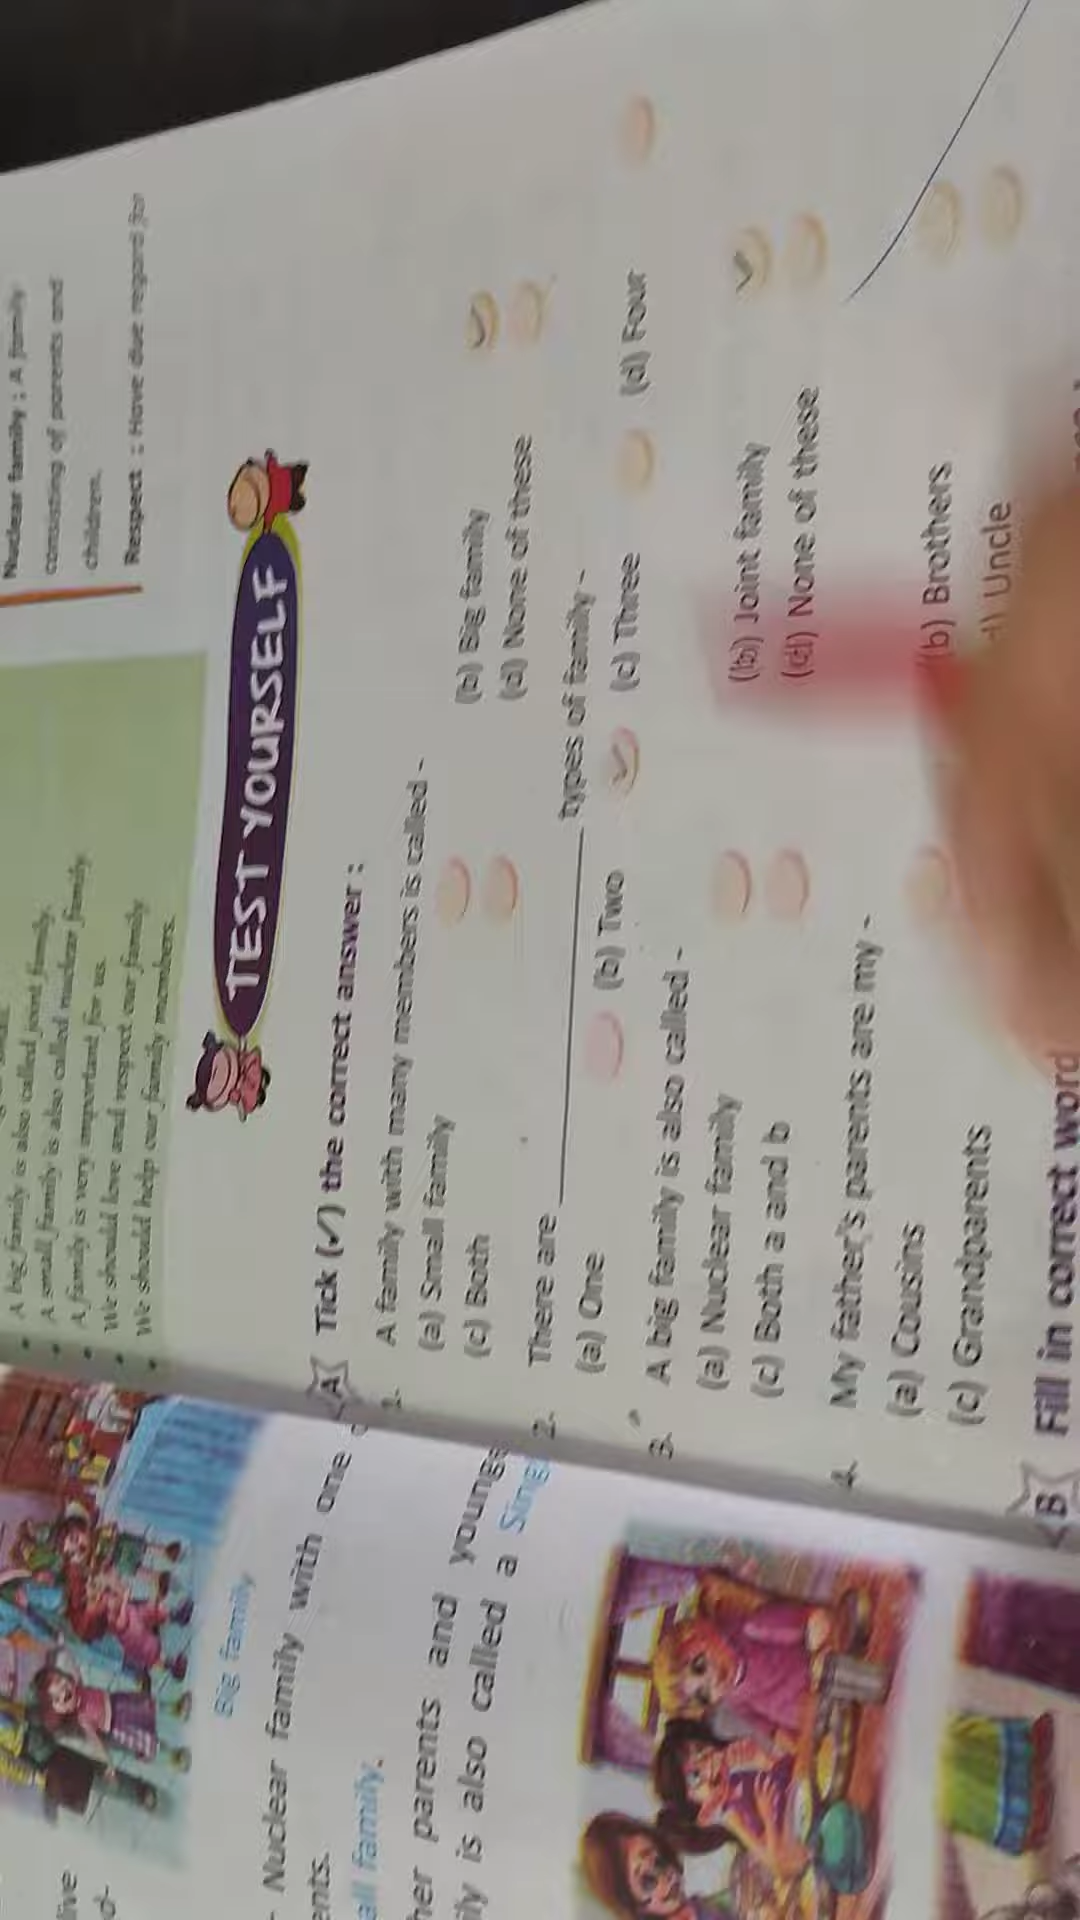 Nuclear family : A family
consisting of parents and
children.
Respect : Have due regard for
A big family is also called joint family.
A small family is also called nuclear family.
A family is very important for us.
We should love and respect our family
We should help our family members.
TEST YOURSELF
A Tick (✓) the correct answer :
1. A family with many members is called -
(a) Small family (b) Big family
(c) Both (d) None of these
2. There are ____________ types of family -
(a) One (b) Two (c) Three (d) Four
3. A big family is also called -
(a) Nuclear family (b) Joint family
(c) Both a and b (d) None of these
4. My father's parents are my -
(a) Cousins (b) Brothers
(c) Grandparents d) Uncle
B Fill in correct word
live
Big family
Nuclear family with one
ents.
all family.
her parents and young
ily is also called a Sing